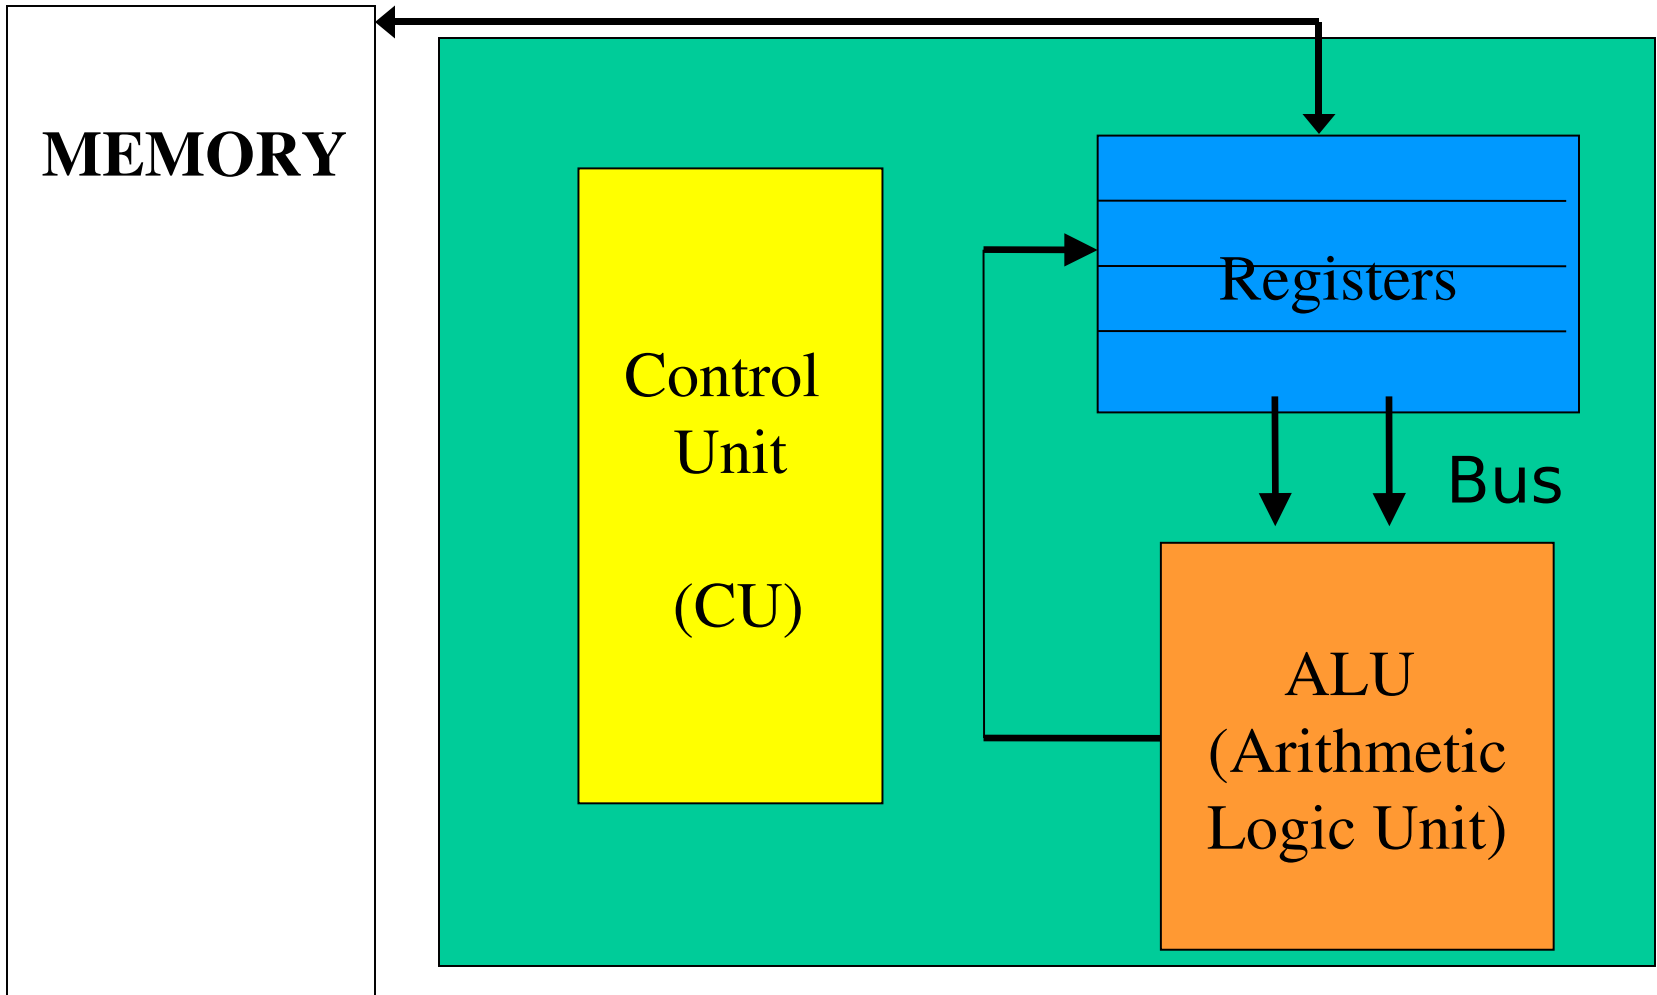 MEMORY
Control
Unit
(CU)
Registers
Bus
ALU
(Arithmetic
Logic Unit)